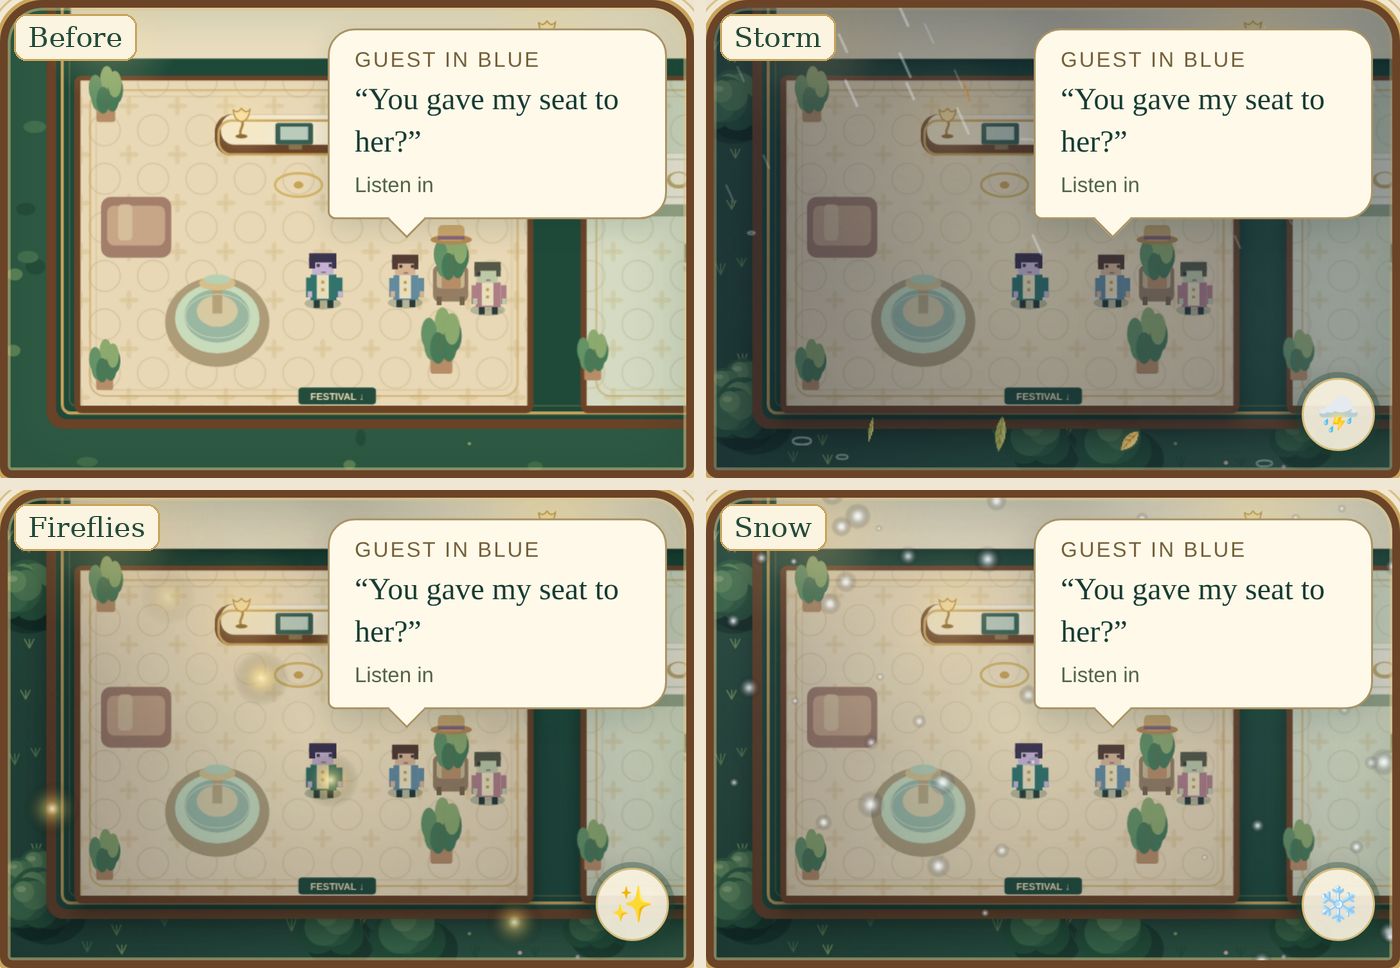 Before
GUEST IN BLUE
“You gave my seat to
her?”
Listen in
FESTIVAL ↓
Storm
GUEST IN BLUE
“You gave my seat to
her?”
Listen in
FESTIVAL ↓
Fireflies
GUEST IN BLUE
“You gave my seat to
her?”
Listen in
FESTIVAL ↓
Snow
GUEST IN BLUE
“You gave my seat to
her?”
Listen in
FESTIVAL ↓